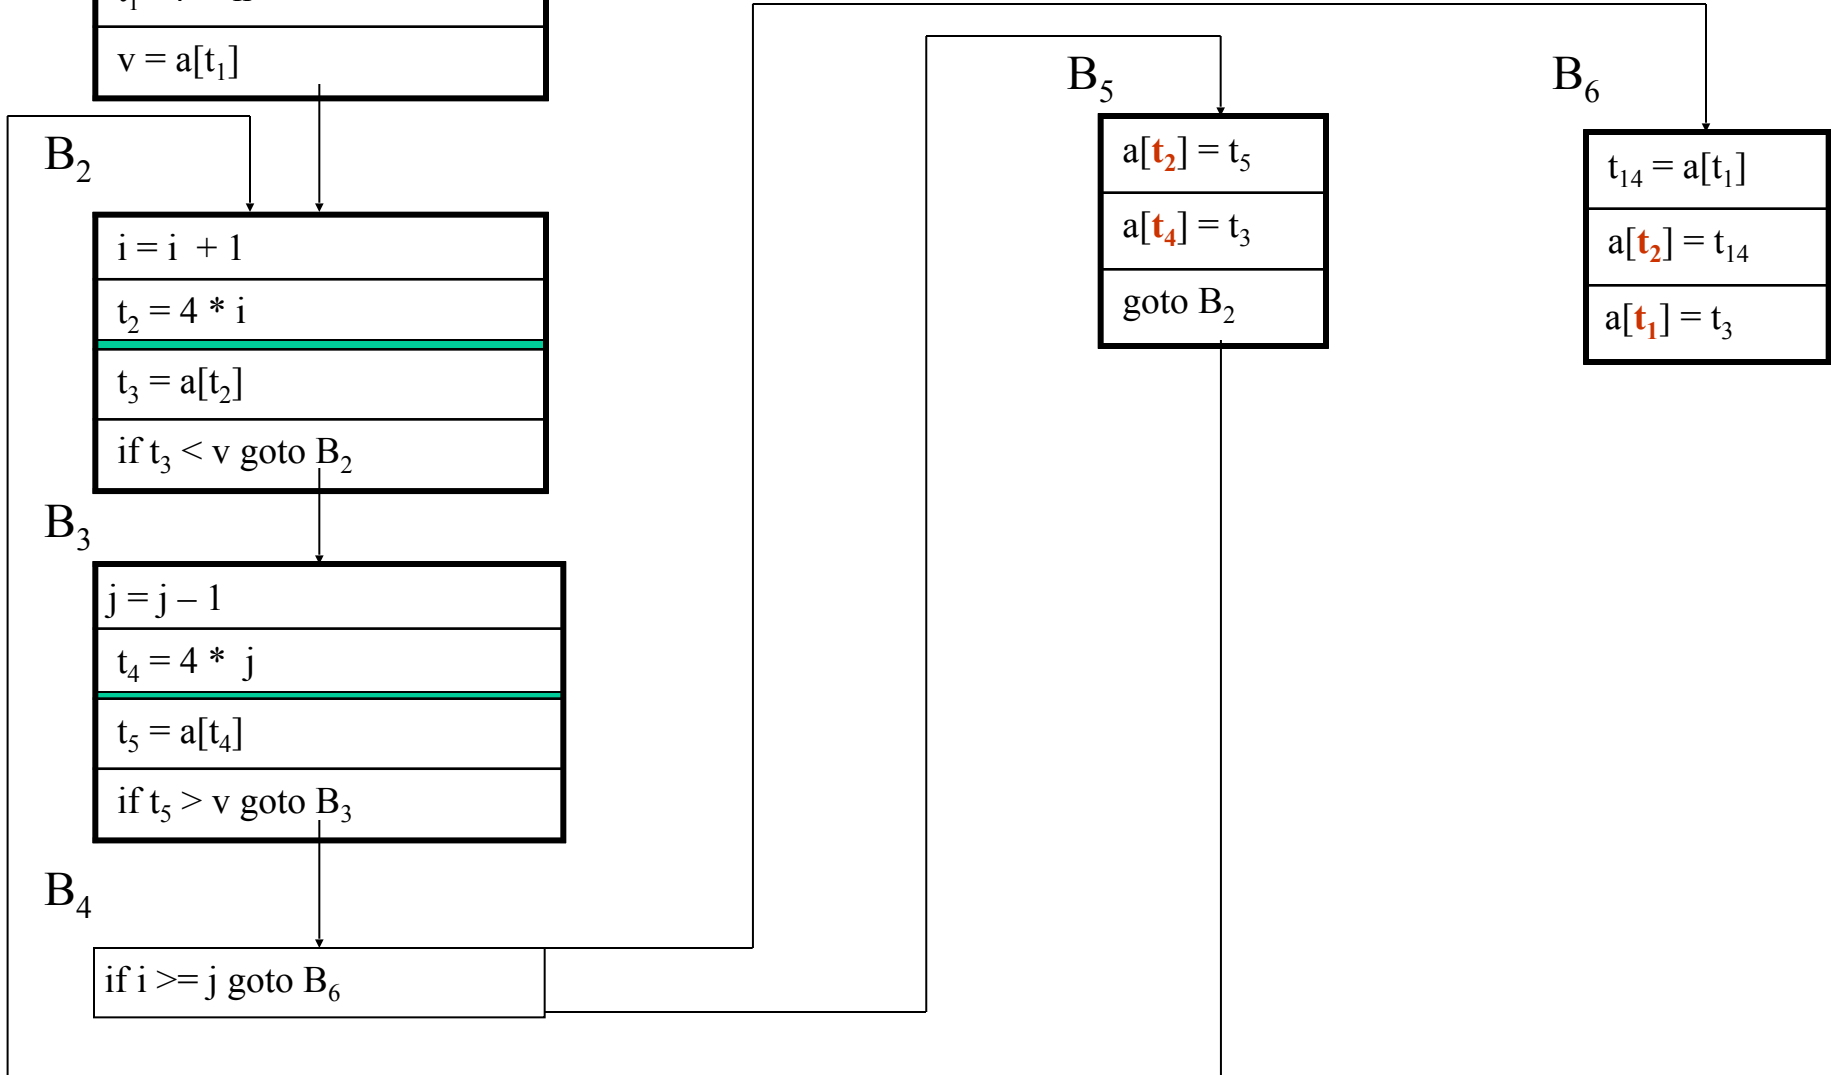 v = a[t₁]
B₂
i = i + 1
t₂ = 4 * i
t₃ = a[t₂]
if t₃ < v goto B₂
B₃
j = j – 1
t₄ = 4 * j
t₅ = a[t₄]
if t₅ > v goto B₃
B₄
if i >= j goto B₆
B₅
a[t₂] = t₅
a[t₄] = t₃
goto B₂
B₆
t₁₄ = a[t₁]
a[t₂] = t₁₄
a[t₁] = t₃